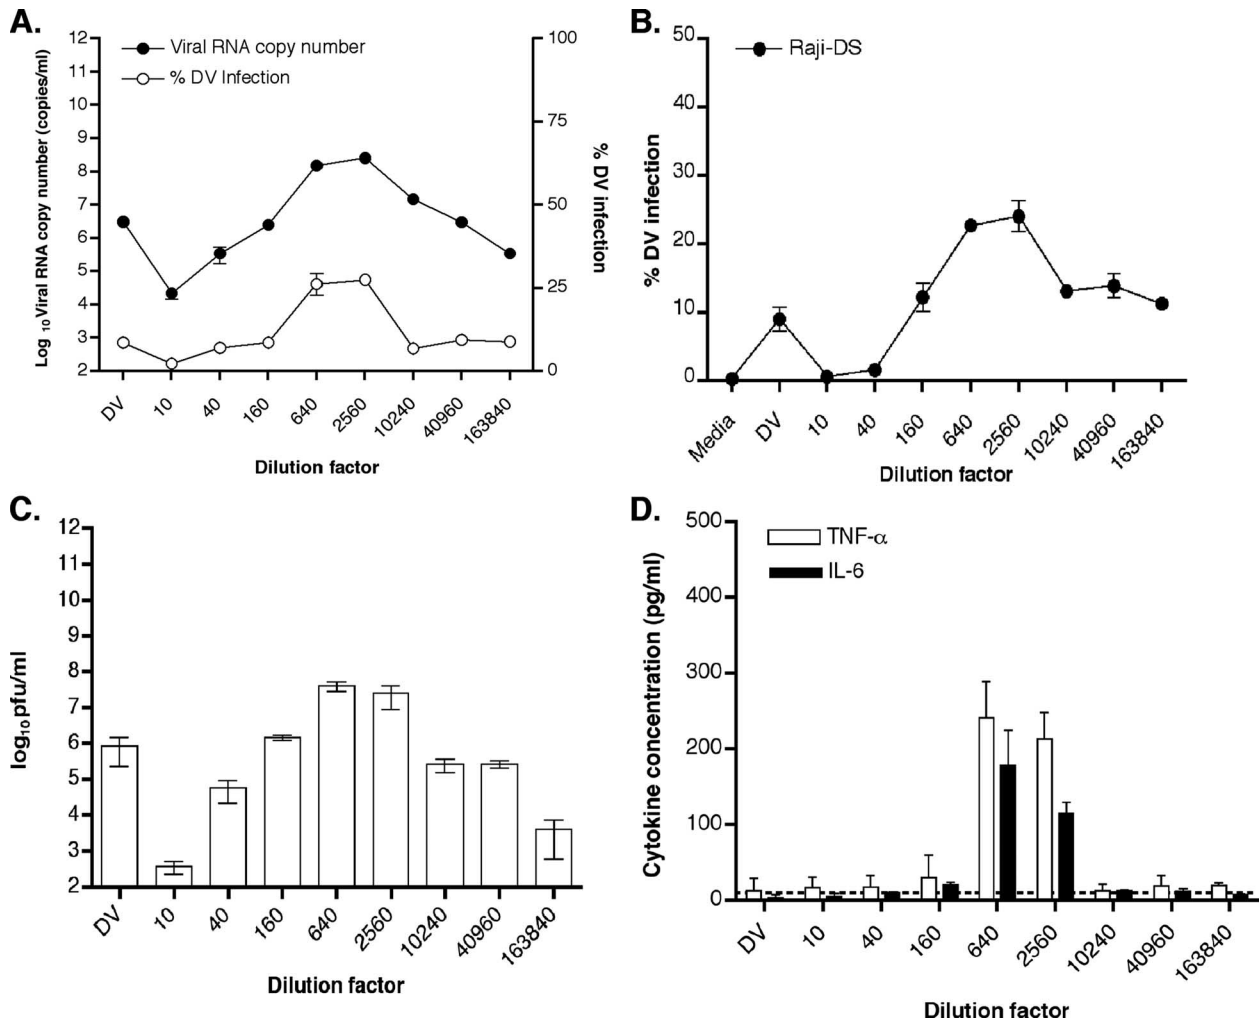 A.
Viral RNA copy number
% DV Infection
Log 10 Viral RNA copy number (copies/ml)
12
11
10
9
8
7
6
5
4
3
2
100
75
50
25
0
% DV infection
DV 10 40 160 640 2560 10240 40960 163840
Dilution factor
B.
Raji-DS
% DV infection
50
40
30
20
10
0
Media DV 10 40 160 640 2560 10240 40960 163840
Dilution factor
C.
log10pfu/ml
12
11
10
9
8
7
6
5
4
3
2
DV 10 40 160 640 2560 10240 40960 163840
Dilution factor
D.
TNF-α
IL-6
Cytokine concentration (pg/ml)
500
400
300
200
100
0
DV 10 40 160 640 2560 10240 40960 163840
Dilution factor